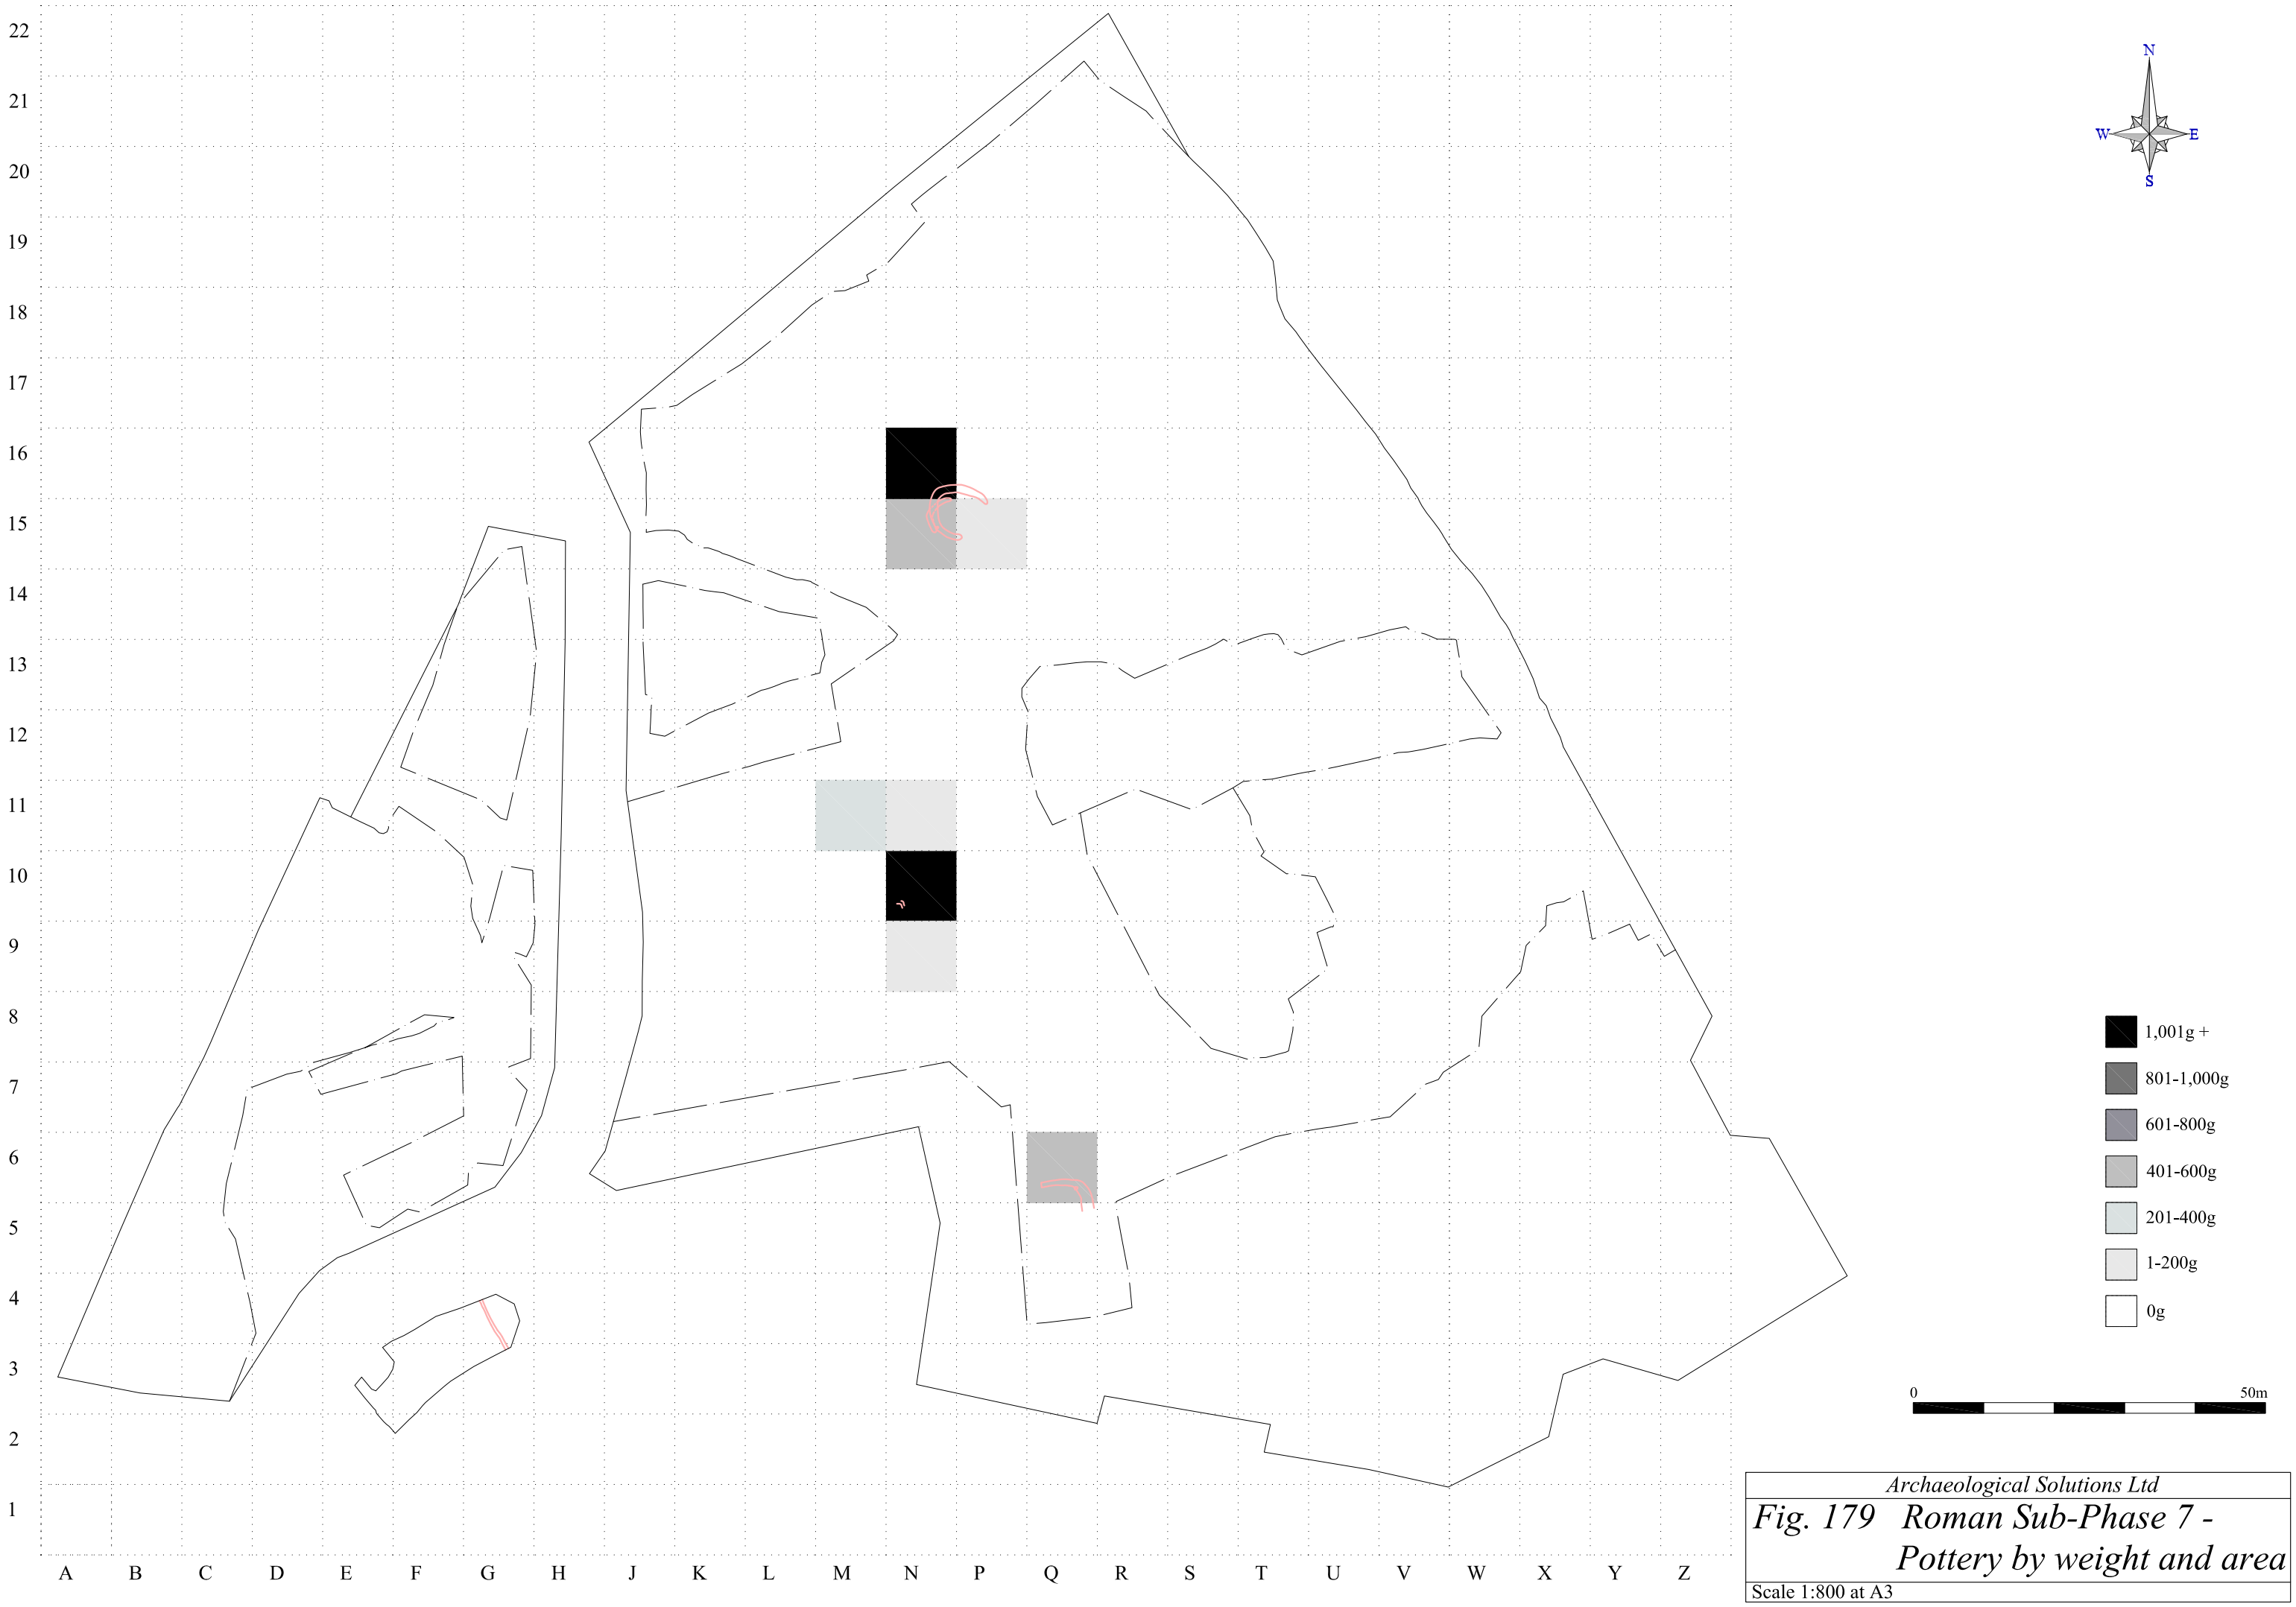 22
21
20
19
18
17
16
15
14
13
12
11
10
9
8
7
6
5
4
3
2
1
A B C D E F G H J K L M N P Q R S T U V W X Y Z
N
W E
S
1,001g +
801-1,000g
601-800g
401-600g
201-400g
1-200g
0g
0 50m
Archaeological Solutions Ltd
Fig. 179 Roman Sub-Phase 7 -
Pottery by weight and area
Scale 1:800 at A3